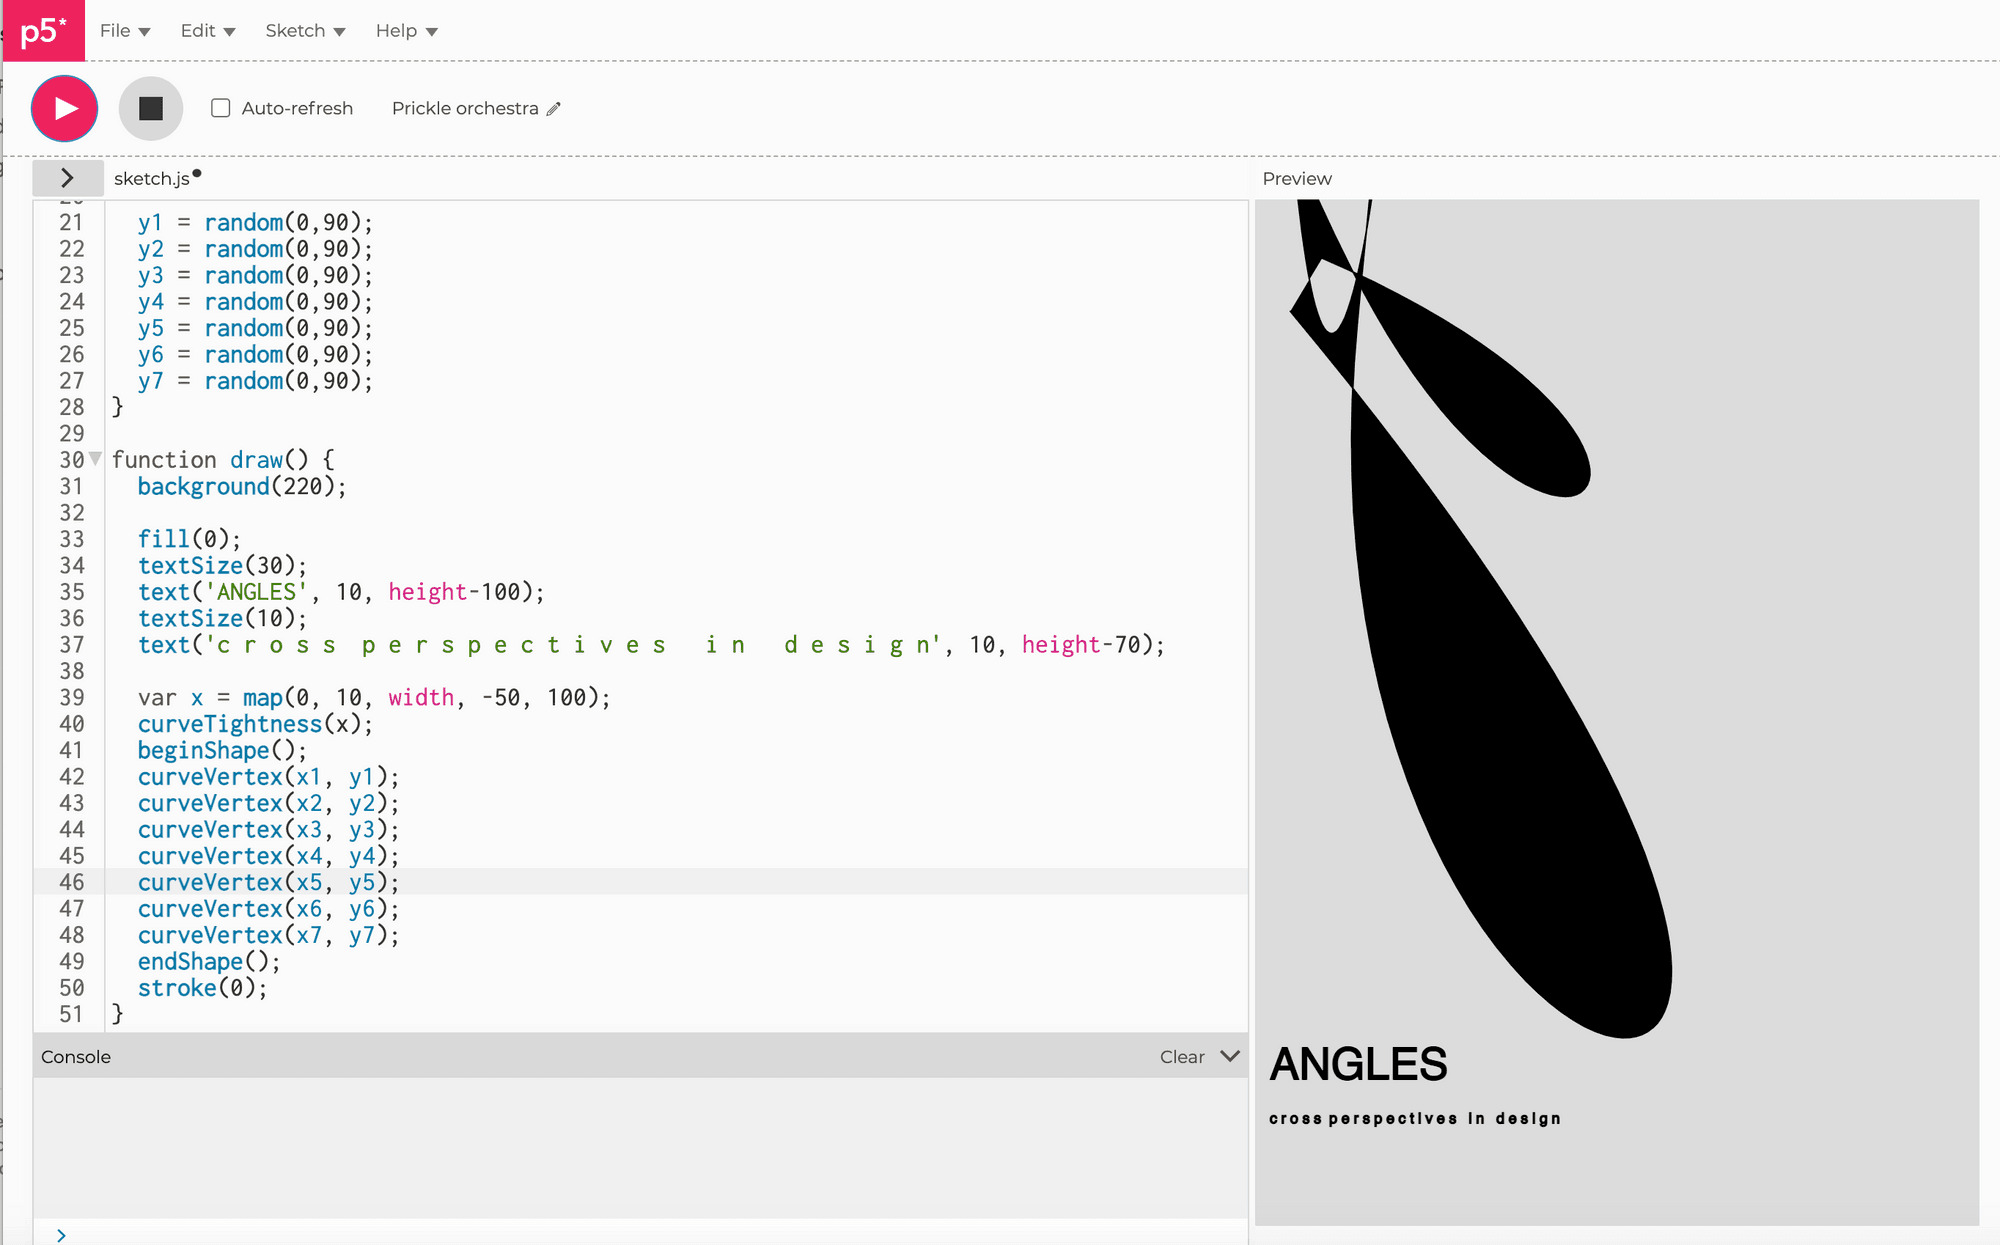 p5*
File Edit Sketch Help
Auto-refresh Prickle orchestra
sketch.js
Preview
21 y1 = random(0,90);
22 y2 = random(0,90);
23 y3 = random(0,90);
24 y4 = random(0,90);
25 y5 = random(0,90);
26 y6 = random(0,90);
27 y7 = random(0,90);
28 }
29
30 function draw() {
31 background(220);
32
33 fill(0);
34 textSize(30);
35 text('ANGLES', 10, height-100);
36 textSize(10);
37 text('c r o s s  p e r s p e c t i v e s   i n   d e s i g n', 10, height-70);
38
39 var x = map(0, 10, width, -50, 100);
40 curveTightness(x);
41 beginShape();
42 curveVertex(x1, y1);
43 curveVertex(x2, y2);
44 curveVertex(x3, y3);
45 curveVertex(x4, y4);
46 curveVertex(x5, y5);
47 curveVertex(x6, y6);
48 curveVertex(x7, y7);
49 endShape();
50 stroke(0);
51 }
Console Clear
ANGLES
cross perspectives in design